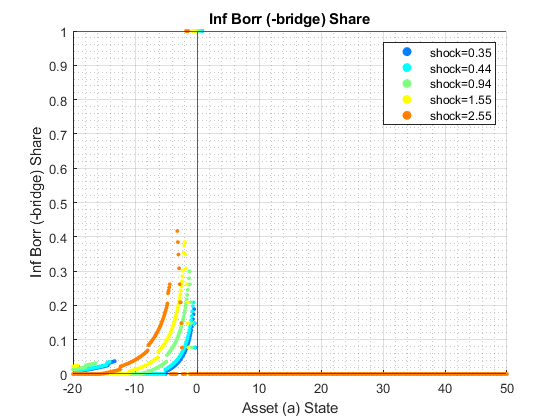 Inf Borr (-bridge) Share
shock=0.35
shock=0.44
shock=0.94
shock=1.55
shock=2.55
Inf Borr (-bridge) Share
1
0.9
0.8
0.7
0.6
0.5
0.4
0.3
0.2
0.1
0
-20
-10
0
10
20
30
40
50
Asset (a) State